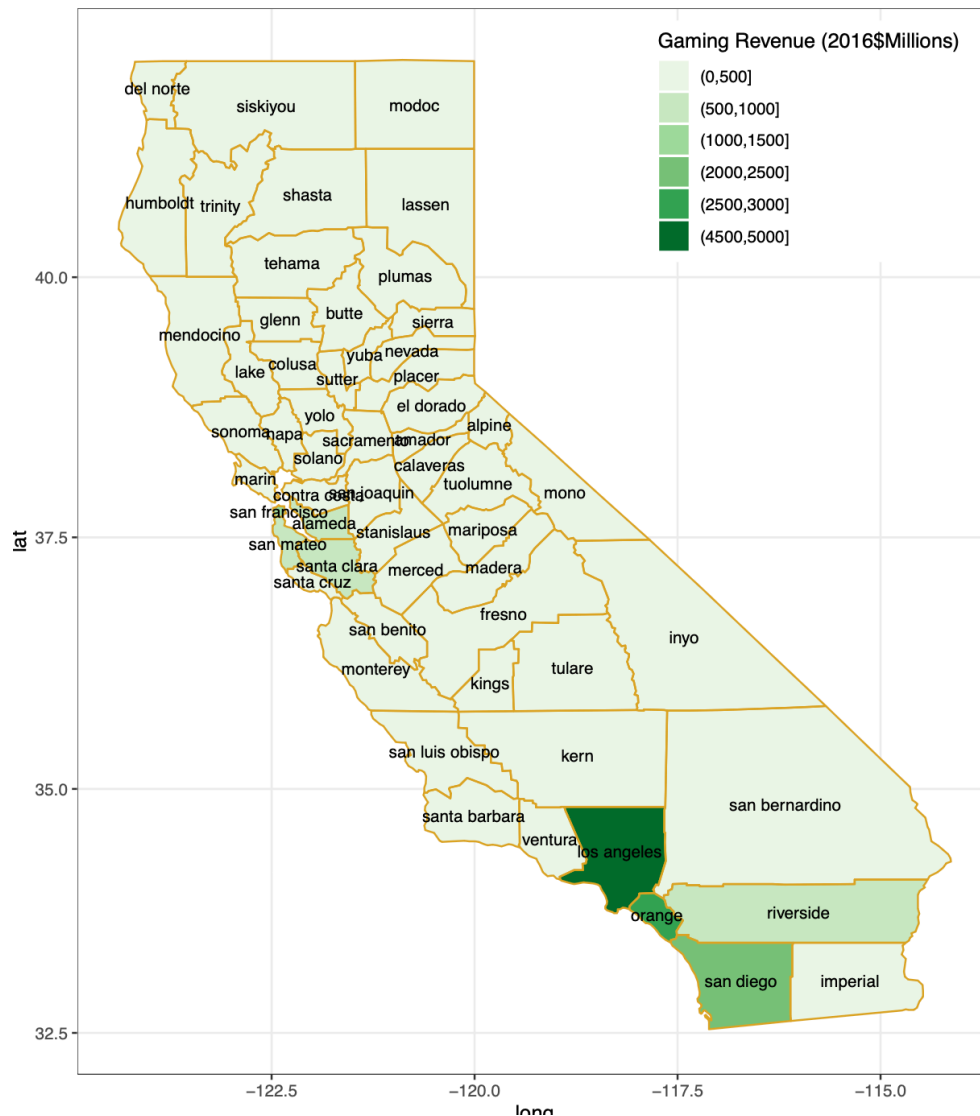 Gaming Revenue (2016$Millions)
(0,500]
(500,1000]
(1000,1500]
(2000,2500]
(2500,3000]
(4500,5000]
del norte
siskiyou
modoc
humboldt
trinity
shasta
lassen
tehama
plumas
40.0
glenn
butte
sierra
mendocino
yuba
nevada
lake
colusa
sutter
placer
yolo
el dorado
sonoma
napa
sacramento
amador
alpine
solano
calaveras
marin
contra costa
san joaquin
tuolumne
mono
san francisco
alameda
stanislaus
mariposa
37.5
lat
san mateo
santa clara
merced
madera
santa cruz
fresno
san benito
inyo
monterey
kings
tulare
san luis obispo
kern
35.0
santa barbara
san bernardino
ventura
los angeles
orange
riverside
san diego
imperial
32.5
−122.5
−120.0
−117.5
−115.0
long